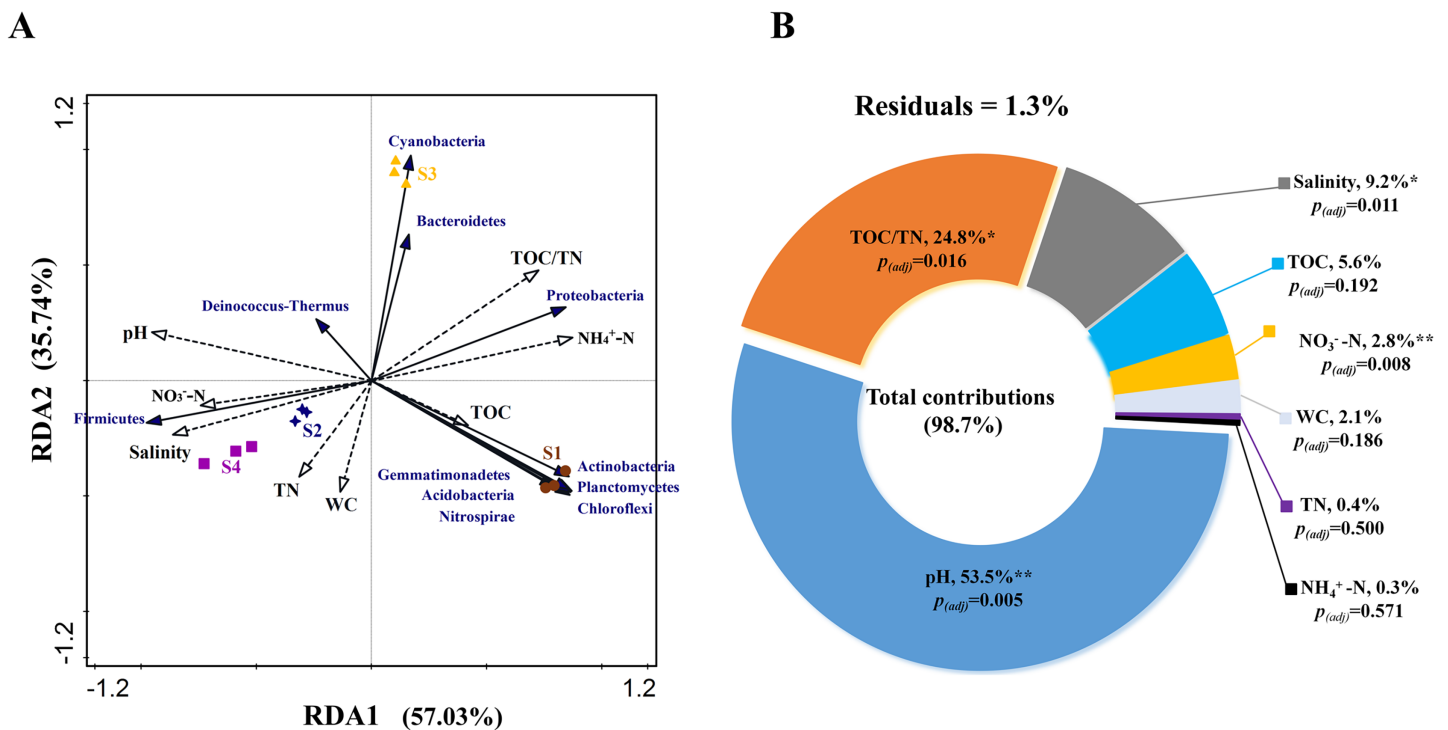 A
1.2
-1.2
RDA2 (35.74%)
-1.2
1.2
RDA1 (57.03%)
Cyanobacteria
S3
Bacteroidetes
TOC/TN
Proteobacteria
Deinococcus-Thermus
pH
NH₄⁺-N
NO₃⁻-N
TOC
Firmicutes
S2
Salinity
S4
S1
TN
WC
Gemmatimonadetes
Acidobacteria
Nitrospirae
Actinobacteria
Planctomycetes
Chloroflexi
B
Residuals = 1.3%
Salinity, 9.2%*
p(adj)=0.011
TOC/TN, 24.8%*
p(adj)=0.016
TOC, 5.6%
p(adj)=0.192
NO₃⁻-N, 2.8%**
p(adj)=0.008
Total contributions
(98.7%)
WC, 2.1%
p(adj)=0.186
TN, 0.4%
p(adj)=0.500
pH, 53.5%**
p(adj)=0.005
NH₄⁺-N, 0.3%
p(adj)=0.571